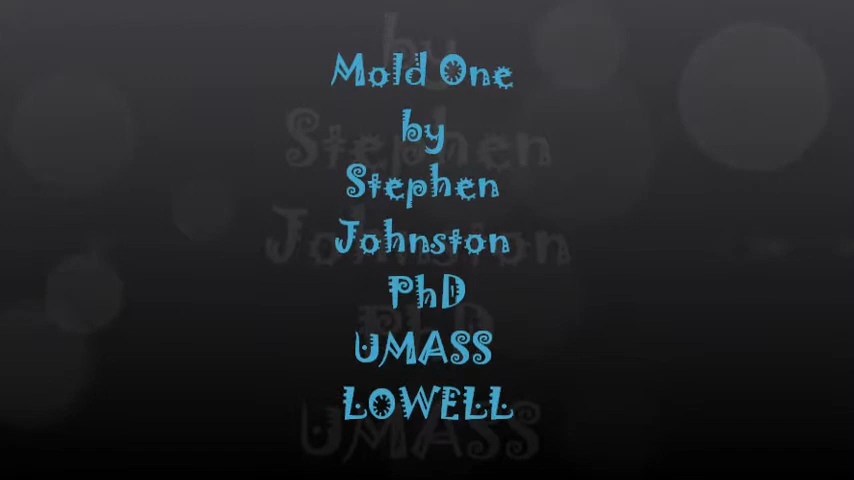 Mold One
by
Stephen
Johnston
PhD
UMASS
LOWELL